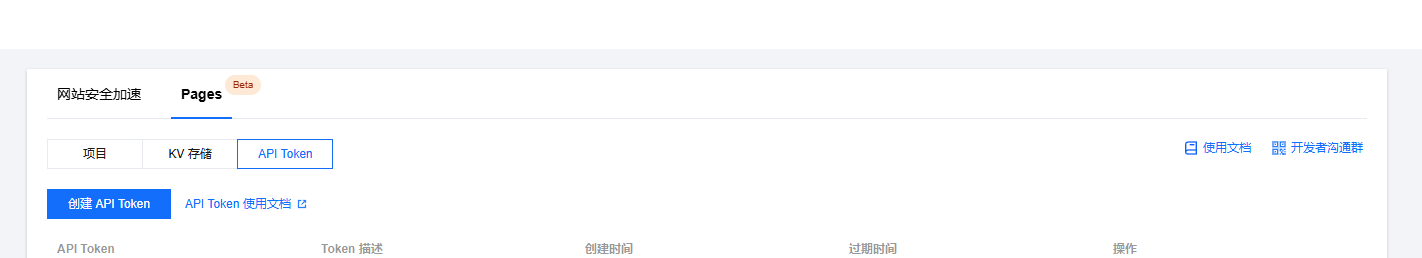 网站安全加速 Pages Beta
项目 KV 存储 API Token 使用文档 开发者沟通群
创建 API Token API Token 使用文档
API Token Token 描述 创建时间 过期时间 操作